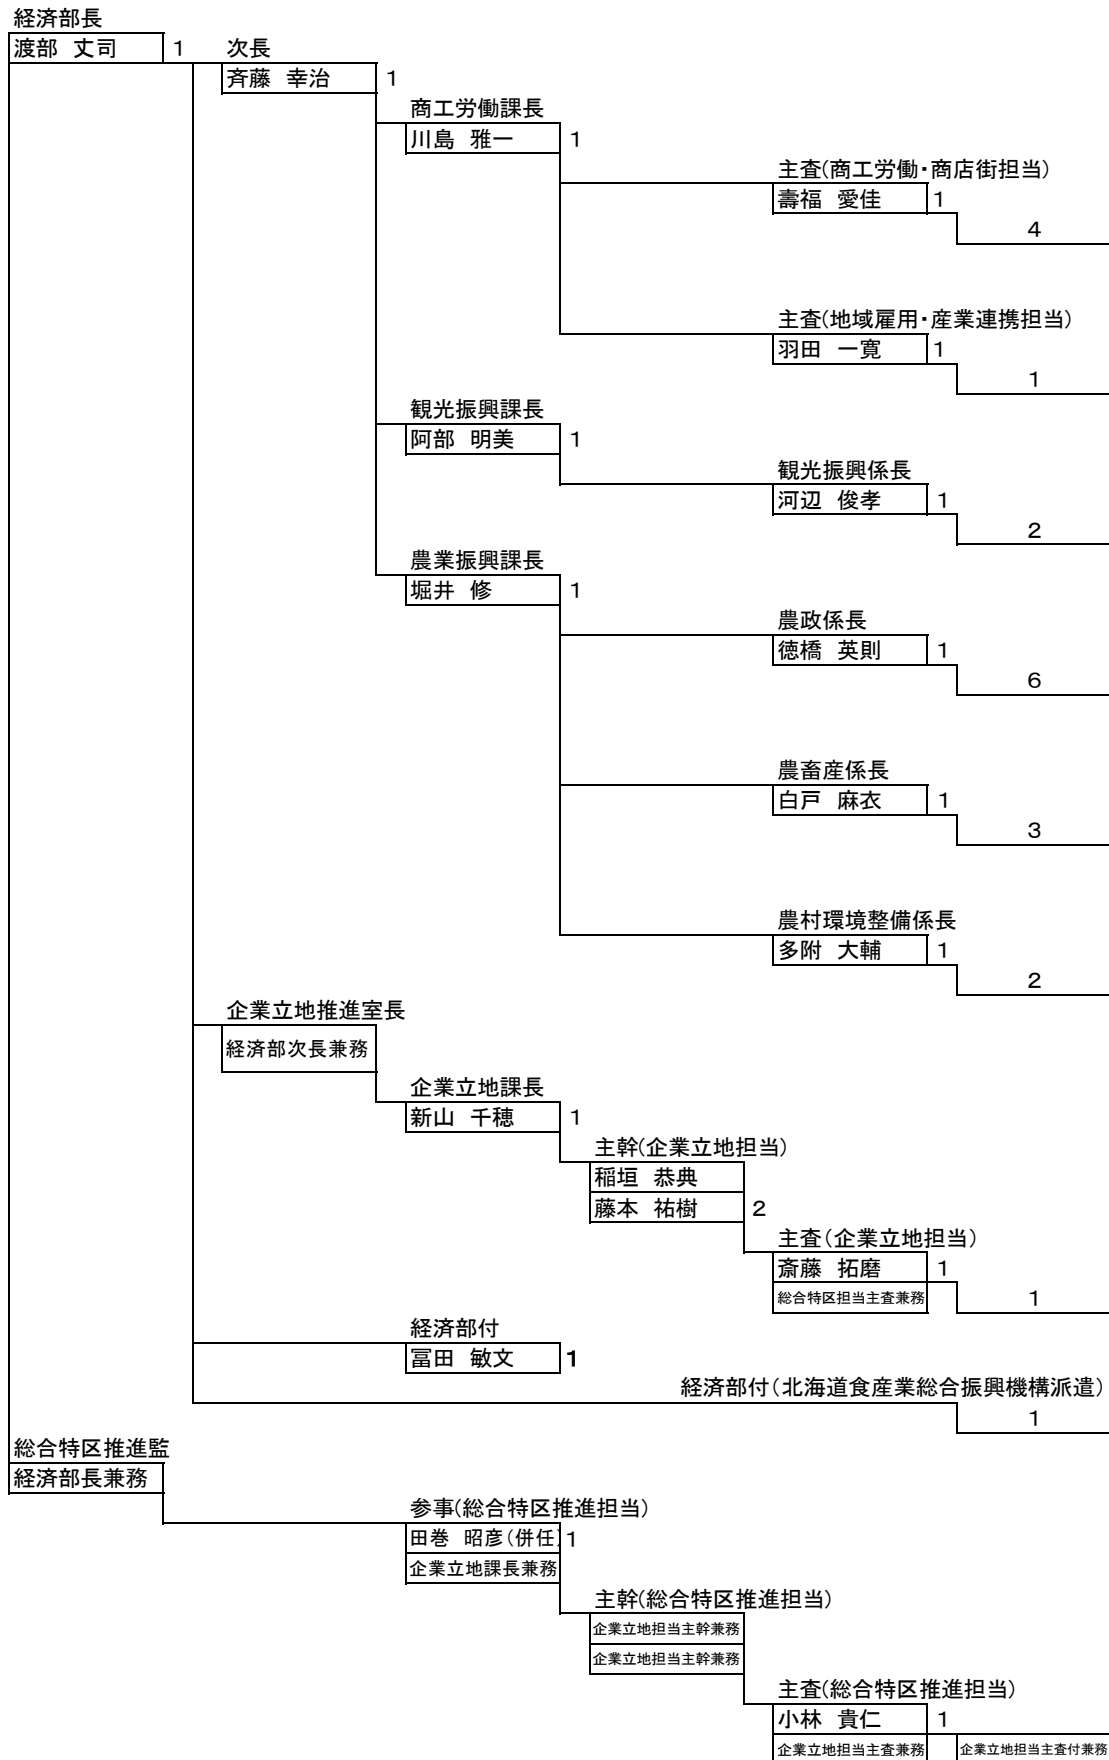 経済部長
渡部 丈司 1 次長
斉藤 幸治 1
商工労働課長
川島 雅一 1
主査(商工労働・商店街担当)
壽福 愛佳 1
4
主査(地域雇用・産業連携担当)
羽田 一寛 1
1
観光振興課長
阿部 明美 1
観光振興係長
河辺 俊孝 1
2
農業振興課長
堀井 修 1
農政係長
徳橋 英則 1
6
農畜産係長
白戸 麻衣 1
3
農村環境整備係長
多附 大輔 1
2
企業立地推進室長
経済部次長兼務
企業立地課長
新山 千穂 1
主幹(企業立地担当)
稲垣 恭典
藤本 祐樹 2
主査(企業立地担当)
斎藤 拓磨 1
総合特区担当主査兼務 1
経済部付
冨田 敏文 1
経済部付(北海道食産業総合振興機構派遣)
1
総合特区推進監
経済部長兼務
参事(総合特区推進担当)
田巻 昭彦(併任) 1
企業立地課長兼務
主幹(総合特区推進担当)
企業立地担当主幹兼務
企業立地担当主幹兼務
主査(総合特区推進担当)
小林 貴仁 1
企業立地担当主査兼務 企業立地担当主査付兼務